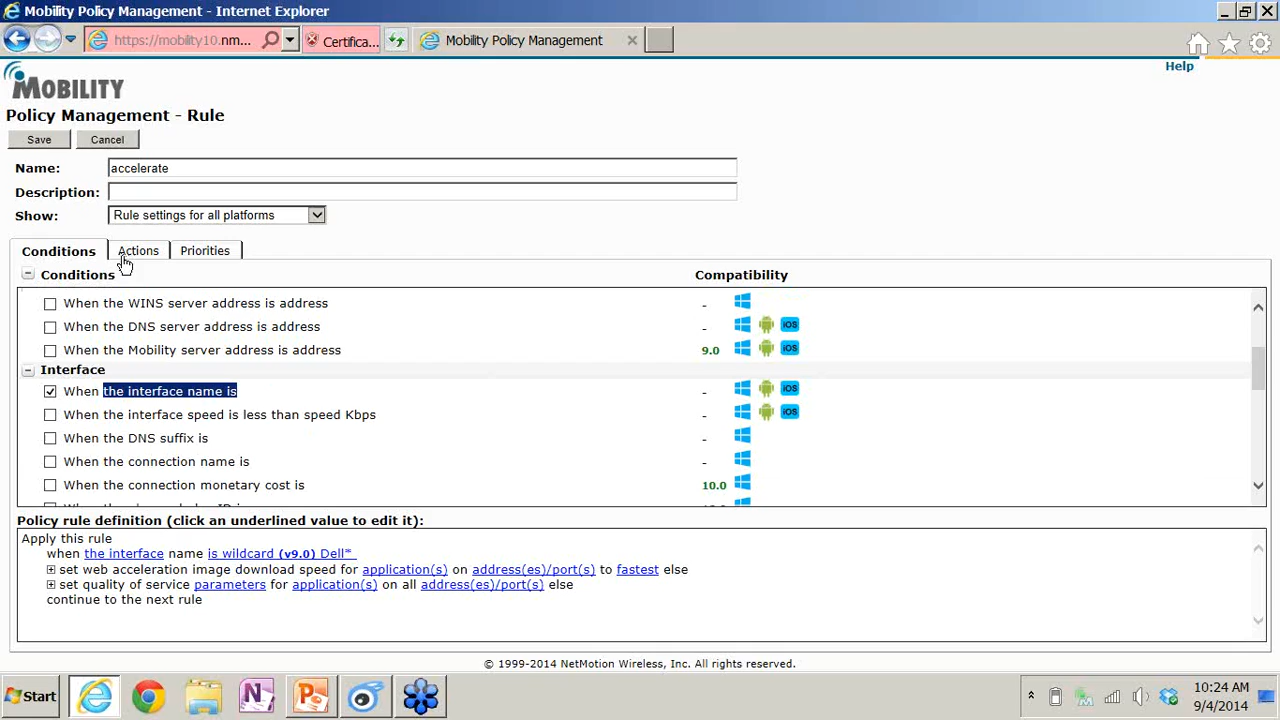 Mobility Policy Management - Internet Explorer
https://mobility10.nm...
Certifica...
Mobility Policy Management
Help
MOBILITY
Policy Management - Rule
Save
Cancel
Name:
accelerate
Description:
Show:
Rule settings for all platforms
Conditions
Actions
Priorities
Conditions
Compatibility
When the WINS server address is address
-
When the DNS server address is address
-
iOS
When the Mobility server address is address
9.0
iOS
Interface
When the interface name is
-
iOS
When the interface speed is less than speed Kbps
-
iOS
When the DNS suffix is
-
When the connection name is
-
When the connection monetary cost is
10.0
Policy rule definition (click an underlined value to edit it):
Apply this rule
when the interface name is wildcard (v9.0) Dell*
set web acceleration image download speed for application(s) on address(es)/port(s) to fastest else
set quality of service parameters for application(s) on all address(es)/port(s) else
continue to the next rule
© 1999-2014 NetMotion Wireless, Inc. All rights reserved.
Start
10:24 AM
9/4/2014